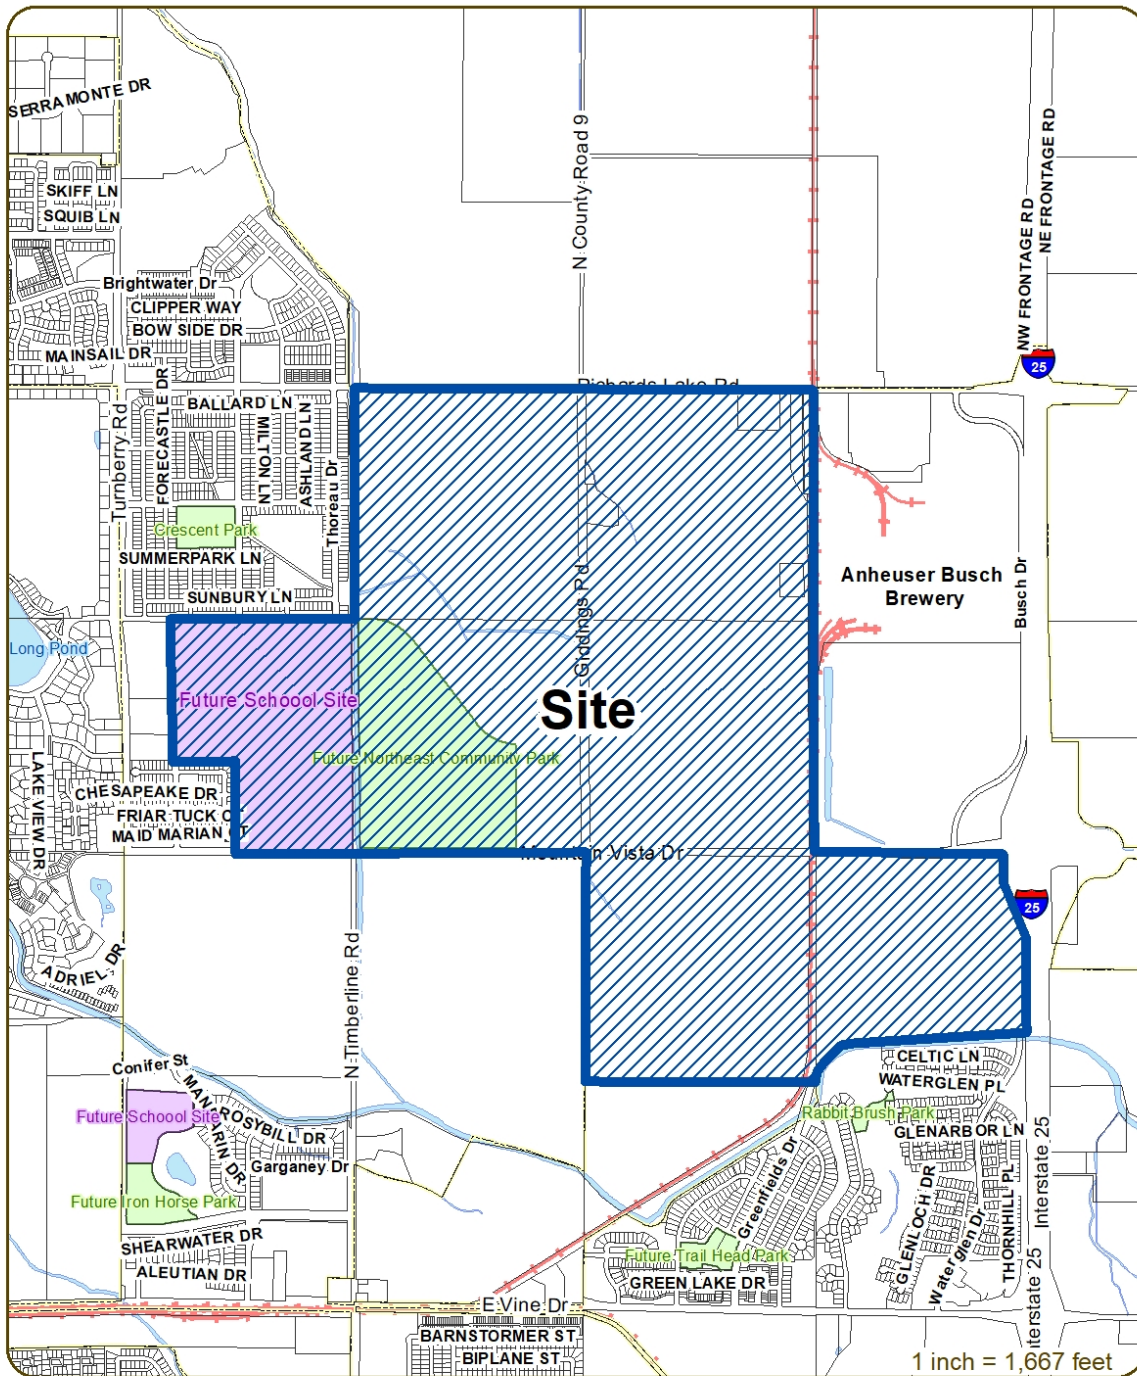 SERRA MONTE DR
SKIFF LN
SQUIB LN
Brightwater Dr
CLIPPER WAY
BOW SIDE DR
MAINSAIL DR
N County Road 9
NW FRONTAGE RD
NE FRONTAGE RD
25
Richards Lake Rd
Turnberry Rd
FORECASTLE DR
BALLARD LN
MILTON LN
ASHLAND LN
Thoreau Dr
Crescent Park
SUMMERPARK LN
SUNBURY LN
Giddings Rd
Anheuser Busch
Brewery
Busch Dr
Long Pond
Future Schoool Site
Site
Future Northeast Community Park
LAKE VIEW DR
CHESAPEAKE DR
FRIAR TUCK C
MAID MARIAN CT
Mountain Vista Dr
25
ADRIEL DR
N Timberline Rd
Conifer St
Future Schoool Site
ROSYBILL DR
Garganey Dr
Future Iron Horse Park
SHEARWATER DR
ALEUTIAN DR
CELTIC LN
WATERGLEN PL
Rabbit Brush Park
GLENARBOR LN
Greenfields Dr
GLENLOCH DR
Waterglen Dr
THORNHILL PL
Interstate 25
Future Trail Head Park
GREEN LAKE DR
E Vine Dr
nterstate 25
BARNSTORMER ST
BIPLANE ST
1 inch = 1,667 feet